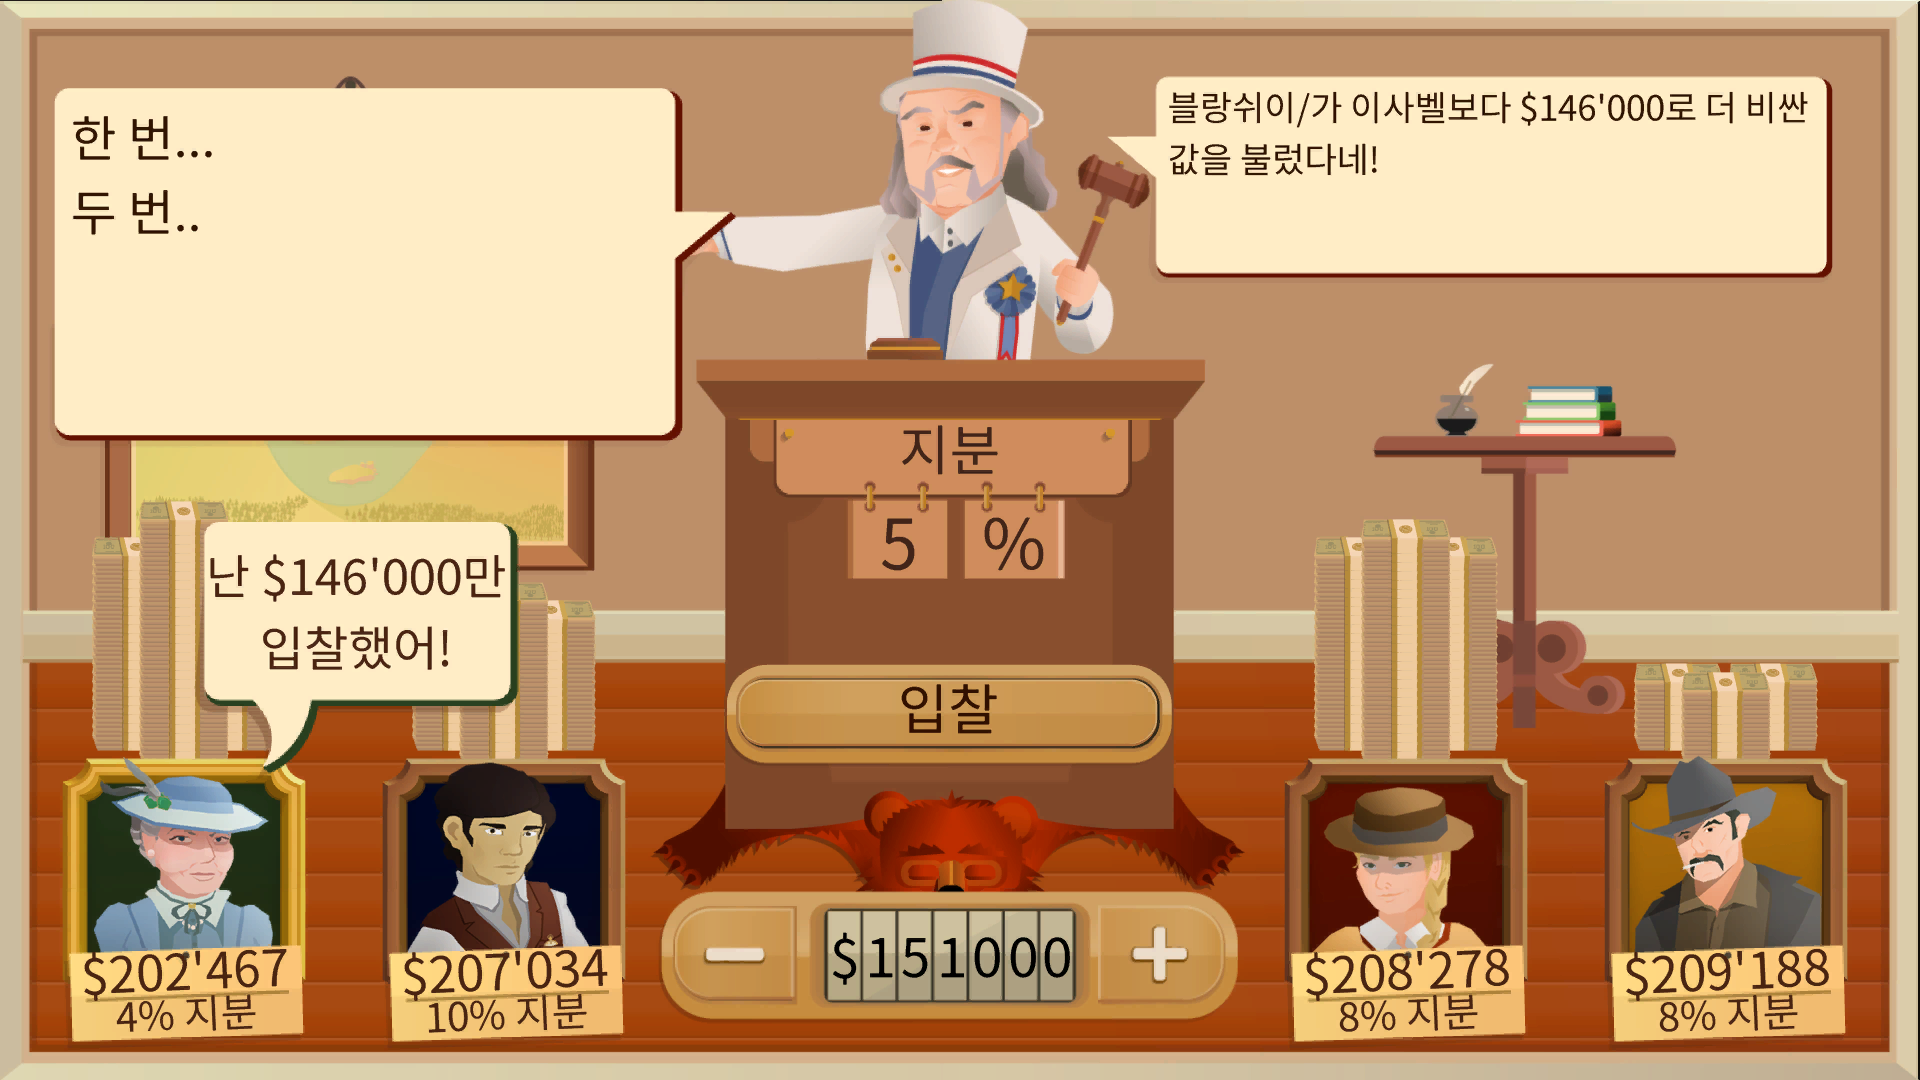 한 번...
두 번..
블랑쉬이/가 이사벨보다 $146'000로 더 비싼
값을 불렀다네!
지분
5 %
난 $146'000만
입찰했어!
입찰
$202'467
4% 지분
$207'034
10% 지분
$151000
$208'278
8% 지분
$209'188
8% 지분